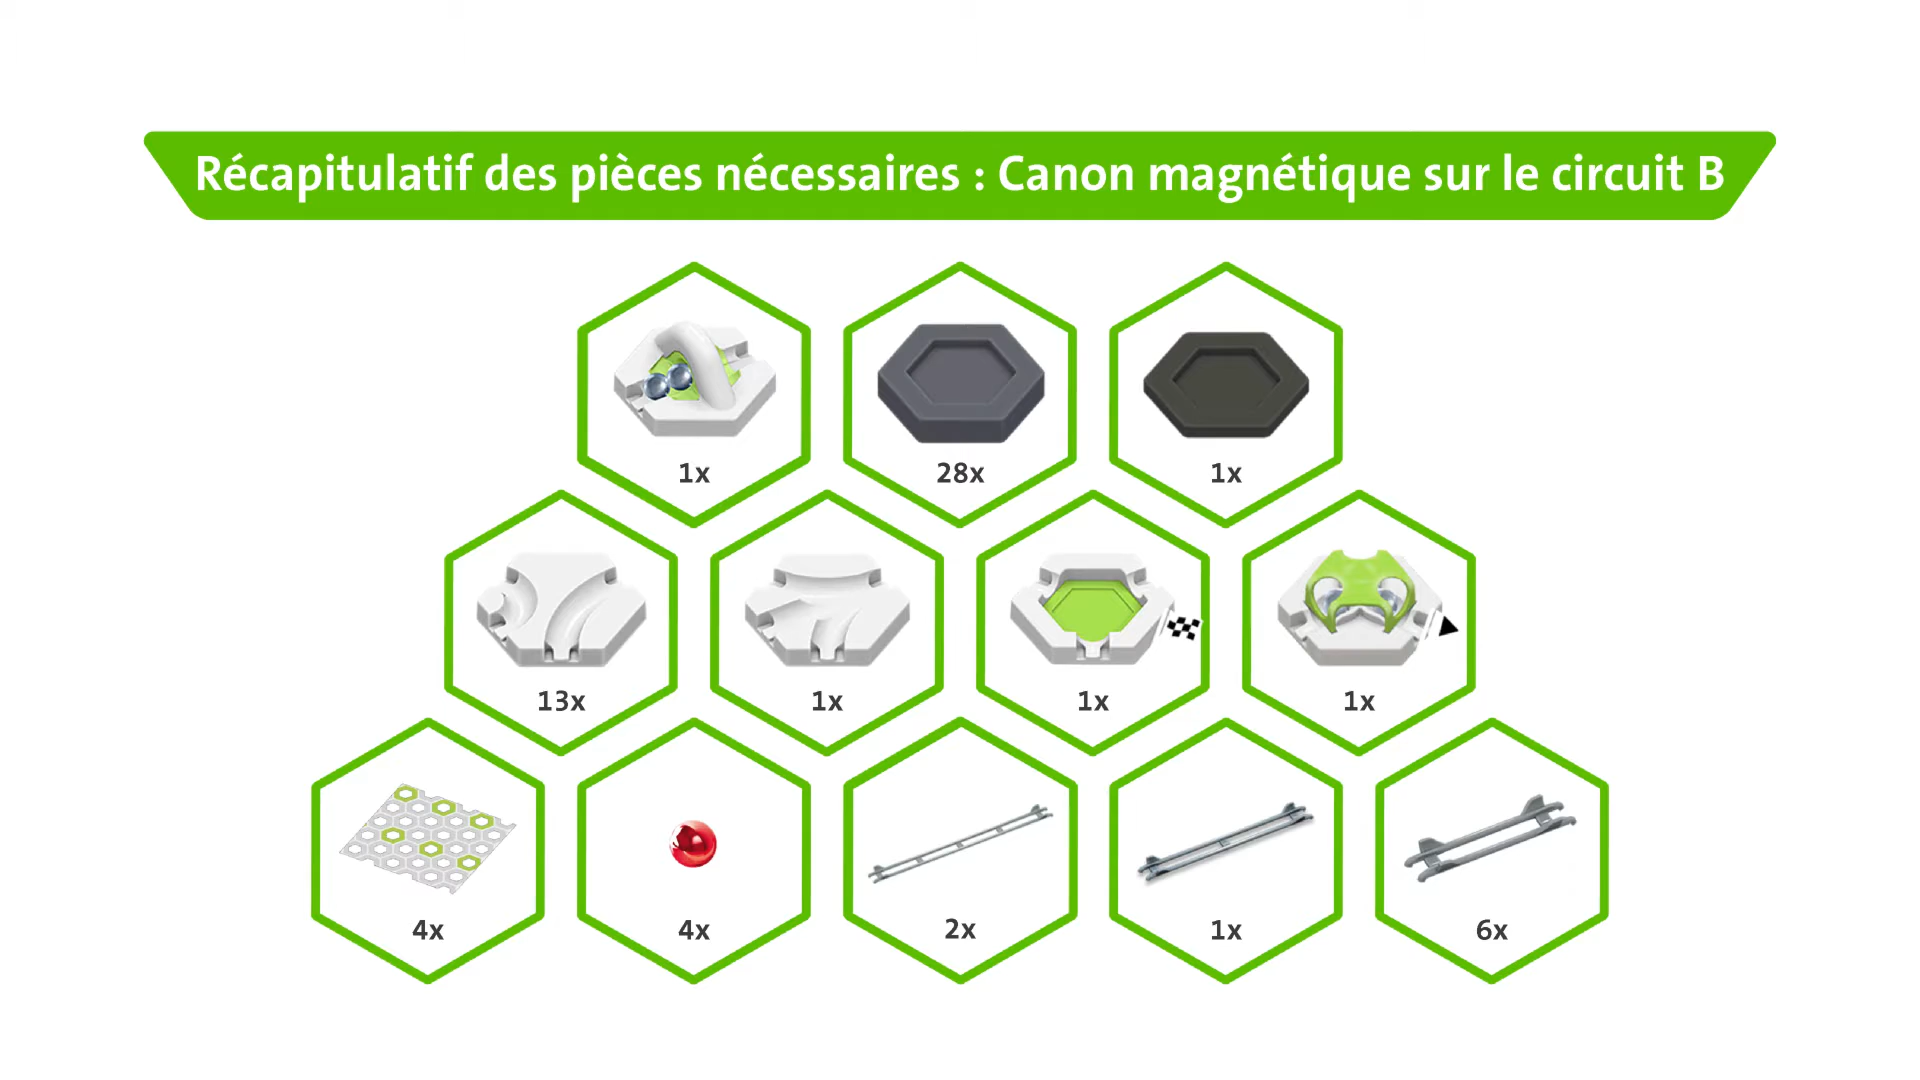 Récapitulatif des pièces nécessaires : Canon magnétique sur le circuit B
1x
28x
1x
13x
1x
1x
1x
4x
4x
2x
1x
6x